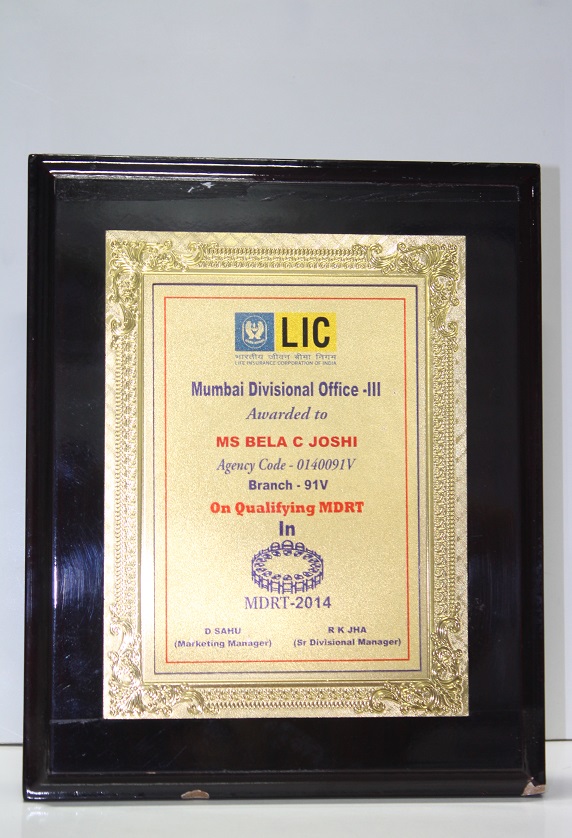 LIC
भारतीय जीवन बीमा निगम
LIFE INSURANCE CORPORATION OF INDIA
Mumbai Divisional Office -III
Awarded to
MS BELA C JOSHI
Agency Code - 0140091V
Branch - 91V
On Qualifying MDRT
In
MDRT-2014
D SAHU R K JHA
(Marketing Manager) (Sr Divisional Manager)